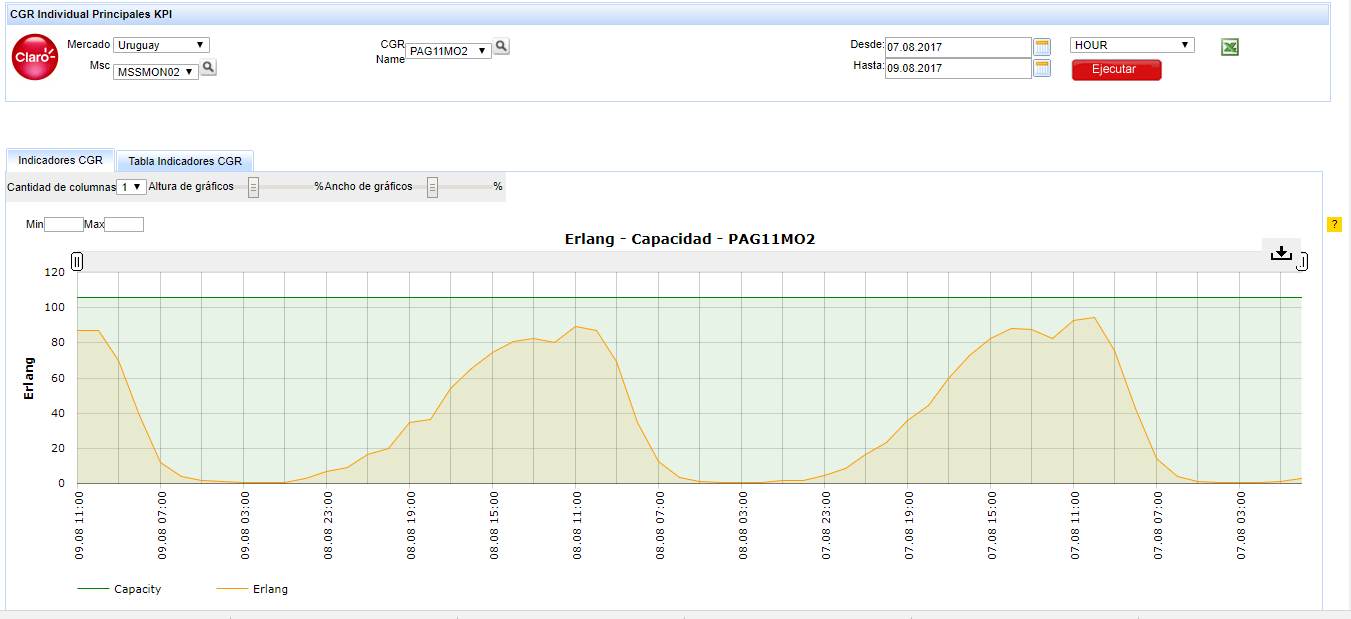 CGR Individual Principales KPI
Claro
Mercado Uruguay
Msc MSSMON02
CGR Name PAG11MO2
Desde: 07.08.2017 HOUR
Hasta: 09.08.2017 Ejecutar
Indicadores CGR Tabla Indicadores CGR
Cantidad de columnas 1 Altura de gráficos % Ancho de gráficos %
Min Max
?
Erlang - Capacidad - PAG11MO2
Erlang
120
100
80
60
40
20
0
09.08 11:00
09.08 07:00
09.08 03:00
08.08 23:00
08.08 19:00
08.08 15:00
08.08 11:00
08.08 07:00
08.08 03:00
07.08 23:00
07.08 19:00
07.08 15:00
07.08 11:00
07.08 07:00
07.08 03:00
Capacity Erlang